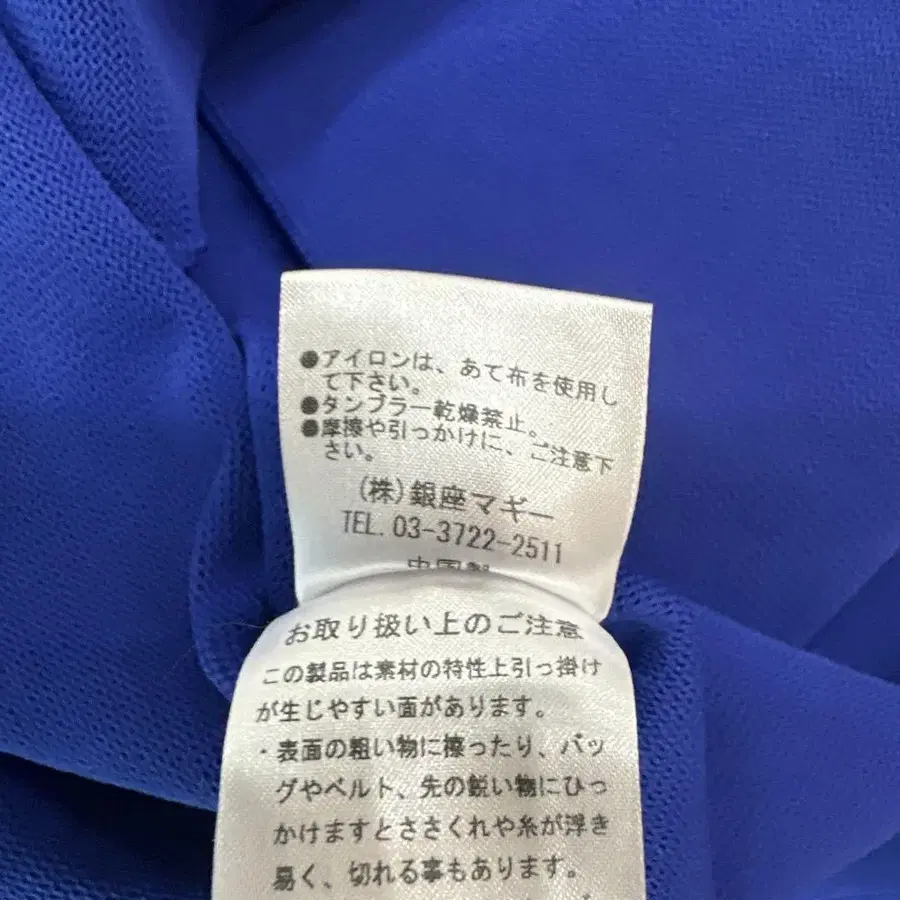 ●アイロンは、あて布を使用し
て下さい。
●タンブラー乾燥禁止。
●摩擦や引っかけに、ご注意下
さい。
(株)銀座マギー
TEL.03-3722-2511
中国製
お取り扱い上のご注意
この製品は素材の特性上引っ掛け
が生じやすい面があります。
・表面の粗い物に擦ったり、バッ
グやベルト、先の鋭い物にひっ
かけますとささくれや糸が浮き
易く、切れる事もあります。